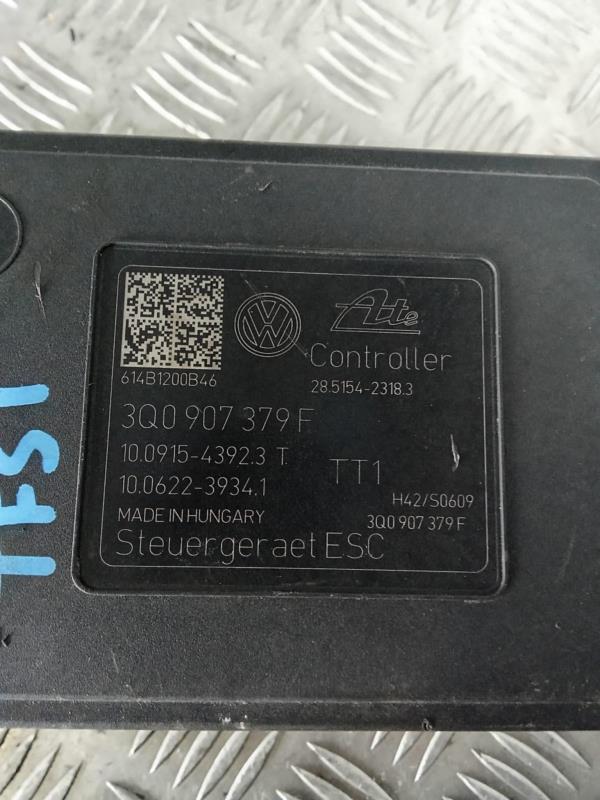 VW
Ate
Controller
614B1200B46
28.5154-2318.3
3Q0 907 379 F
10.0915-4392.3 T
TT1
10.0622-3934.1
H42/S0609
MADE IN HUNGARY
3Q0 907 379 F
Steuergeraet ESC